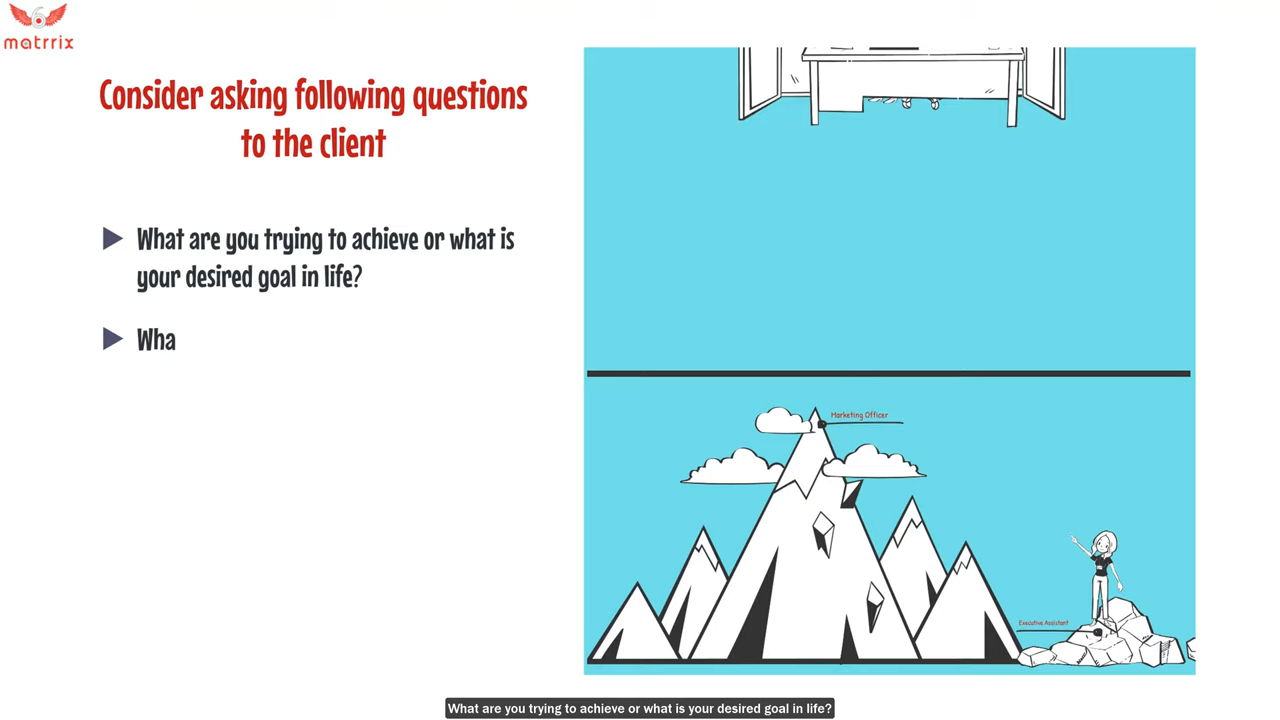 6
matrrix
Consider asking following questions
to the client
What are you trying to achieve or what is
your desired goal in life?
Wha
Marketing Officer
Executive Assistant
What are you trying to achieve or what is your desired goal in life?